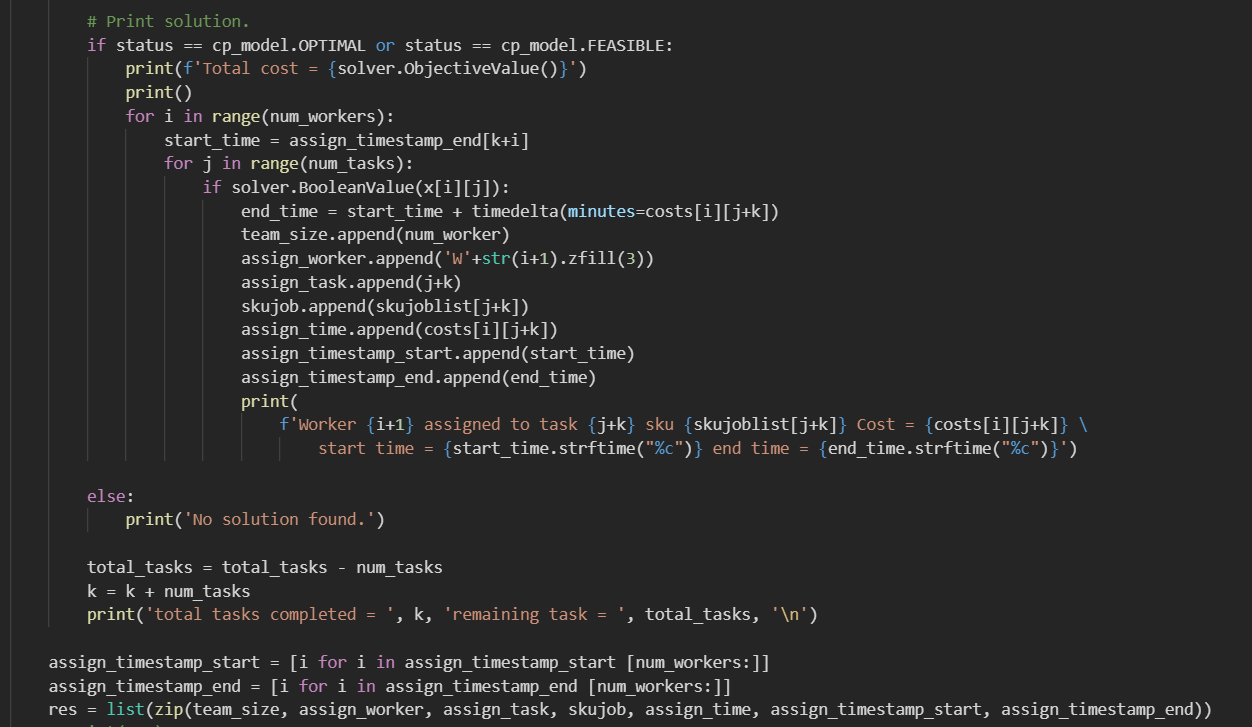 # Print solution.
if status == cp_model.OPTIMAL or status == cp_model.FEASIBLE:
print(f'Total cost = {solver.ObjectiveValue()}')
print()
for i in range(num_workers):
start_time = assign_timestamp_end[k+i]
for j in range(num_tasks):
if solver.BooleanValue(x[i][j]):
end_time = start_time + timedelta(minutes=costs[i][j+k])
team_size.append(num_worker)
assign_worker.append('W'+str(i+1).zfill(3))
assign_task.append(j+k)
skujob.append(skujoblist[j+k])
assign_time.append(costs[i][j+k])
assign_timestamp_start.append(start_time)
assign_timestamp_end.append(end_time)
print(
f'Worker {i+1} assigned to task {j+k} sku {skujoblist[j+k]} Cost = {costs[i][j+k]} \
start time = {start_time.strftime("%c")} end time = {end_time.strftime("%c")}')
else:
print('No solution found.')
total_tasks = total_tasks - num_tasks
k = k + num_tasks
print('total tasks completed = ', k, 'remaining task = ', total_tasks, '\n')
assign_timestamp_start = [i for i in assign_timestamp_start [num_workers:]]
assign_timestamp_end = [i for i in assign_timestamp_end [num_workers:]]
res = list(zip(team_size, assign_worker, assign_task, skujob, assign_time, assign_timestamp_start, assign_timestamp_end))